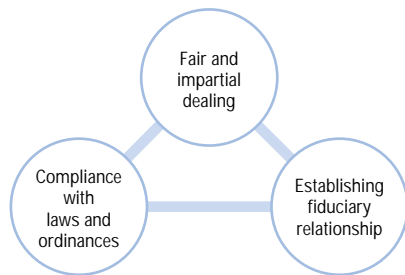 Fair and
impartial
dealing
Compliance
with
laws and
ordinances
Establishing
fiduciary
relationship